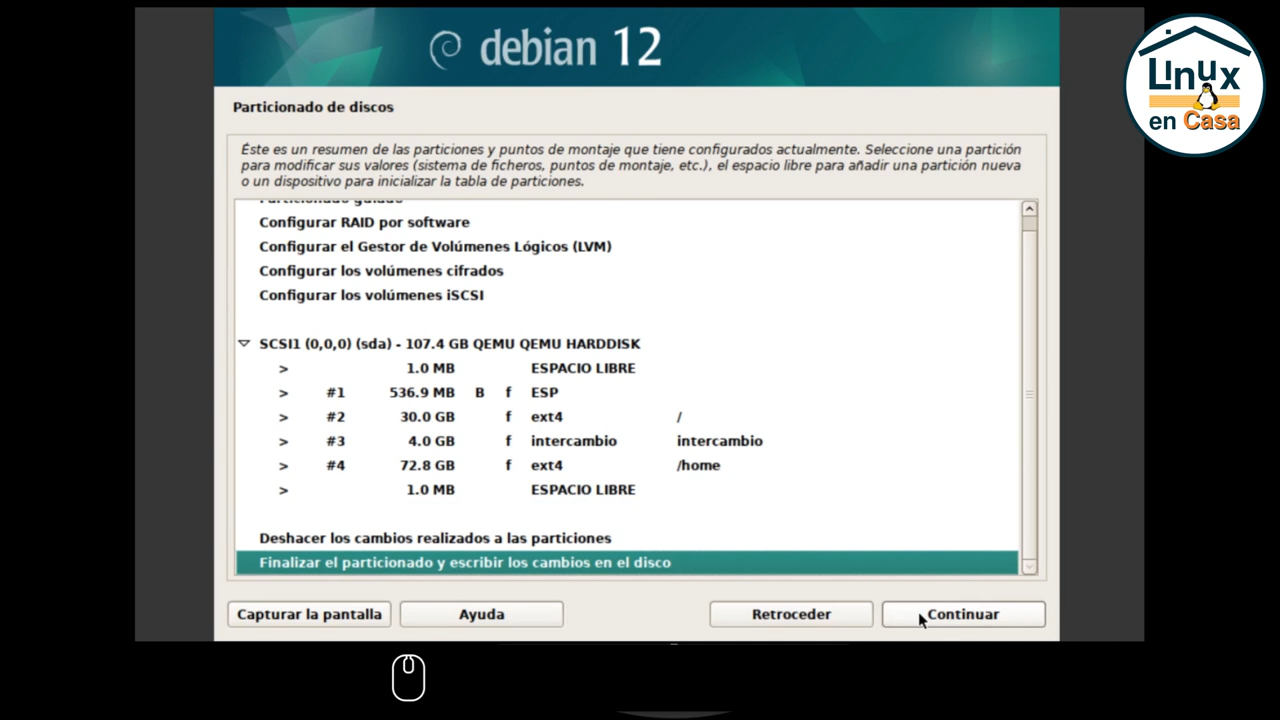 debian 12
Linux
en Casa
Particionado de discos
Éste es un resumen de las particiones y puntos de montaje que tiene configurados actualmente. Seleccione una partición
para modificar sus valores (sistema de ficheros, puntos de montaje, etc.), el espacio libre para añadir una partición nueva
o un dispositivo para inicializar la tabla de particiones.
Particionado guiado
Configurar RAID por software
Configurar el Gestor de Volúmenes Lógicos (LVM)
Configurar los volúmenes cifrados
Configurar los volúmenes iSCSI
SCSI1 (0,0,0) (sda) - 107.4 GB QEMU QEMU HARDDISK
> 1.0 MB ESPACIO LIBRE
> #1 536.9 MB B f ESP
> #2 30.0 GB f ext4 /
> #3 4.0 GB f intercambio intercambio
> #4 72.8 GB f ext4 /home
> 1.0 MB ESPACIO LIBRE
Deshacer los cambios realizados a las particiones
Finalizar el particionado y escribir los cambios en el disco
Capturar la pantalla Ayuda Retroceder Continuar